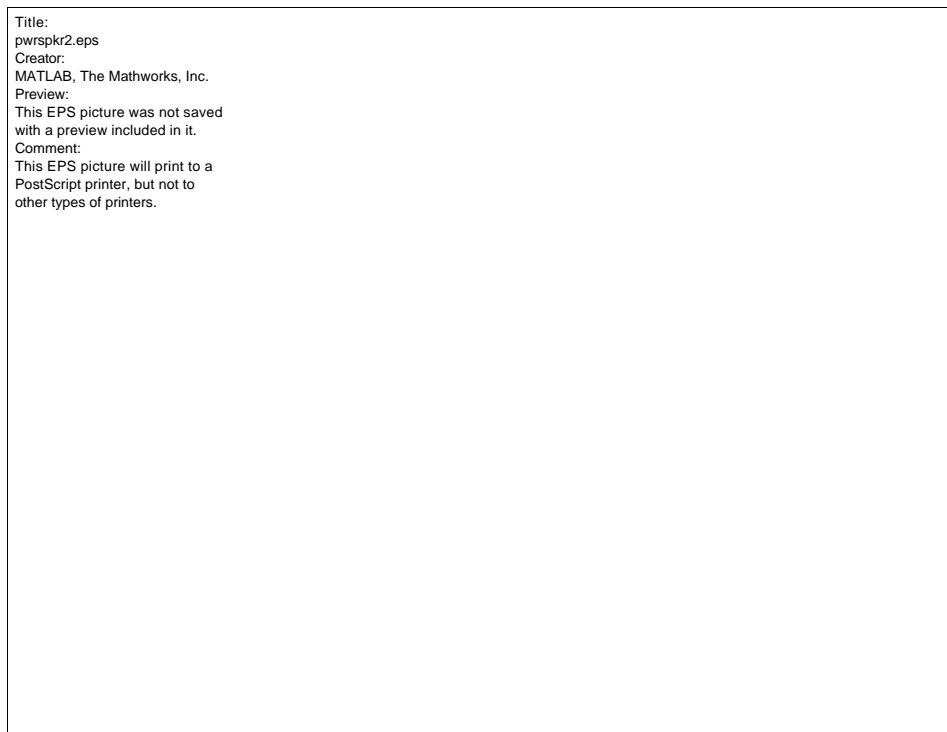 Title:
pwrspkr2.eps
Creator:
MATLAB, The Mathworks, Inc.
Preview:
This EPS picture was not saved
with a preview included in it.
Comment:
This EPS picture will print to a
PostScript printer, but not to
other types of printers.